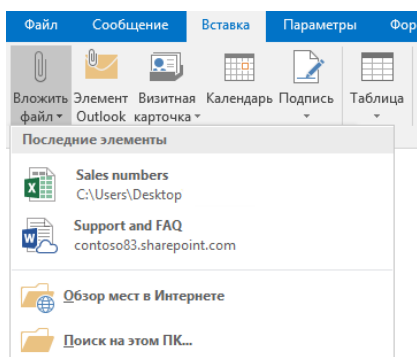 Файл Сообщение Вставка Параметры Фор
Вложить Элемент Визитная Календарь Подпись Таблица
файл Outlook карточка
Последние элементы
Sales numbers
C:\Users\Desktop
Support and FAQ
contoso83.sharepoint.com
Обзор мест в Интернете
Поиск на этом ПК...